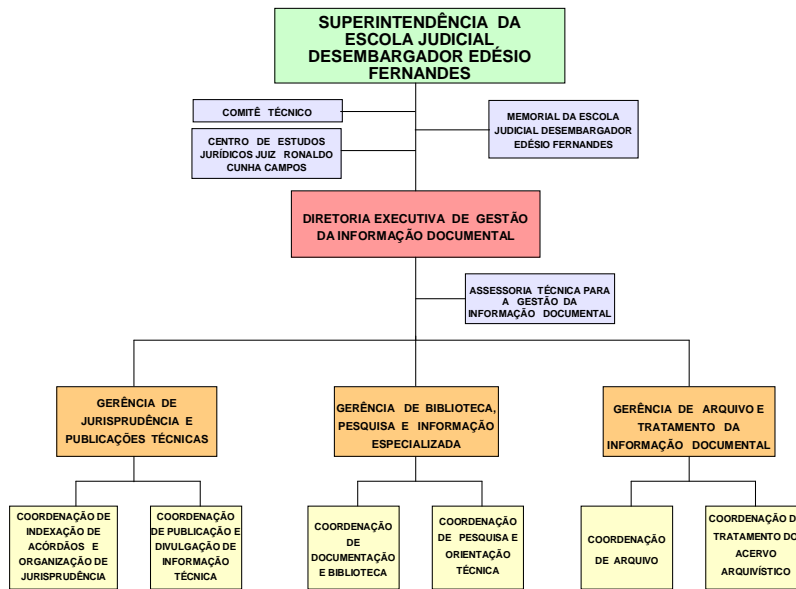 SUPERINTENDÊNCIA DA
ESCOLA JUDICIAL
DESEMBARGADOR EDÉSIO
FERNANDES
COMITÊ TÉCNICO
CENTRO DE ESTUDOS
JURÍDICOS JUIZ RONALDO
CUNHA CAMPOS
MEMORIAL DA ESCOLA
JUDICIAL DESEMBARGADOR
EDÉSIO FERNANDES
DIRETORIA EXECUTIVA DE GESTÃO
DA INFORMAÇÃO DOCUMENTAL
ASSESSORIA TÉCNICA PARA
A GESTÃO DA
INFORMAÇÃO DOCUMENTAL
GERÊNCIA DE
JURISPRUDÊNCIA E
PUBLICAÇÕES TÉCNICAS
GERÊNCIA DE BIBLIOTECA,
PESQUISA E INFORMAÇÃO
ESPECIALIZADA
GERÊNCIA DE ARQUIVO E
TRATAMENTO DA
INFORMAÇÃO DOCUMENTAL
COORDENAÇÃO DE
INDEXAÇÃO DE
ACÓRDÃOS E
ORGANIZAÇÃO DE
JURISPRUDÊNCIA
COORDENAÇÃO
DE PUBLICAÇÃO E
DIVULGAÇÃO DE
INFORMAÇÃO
TÉCNICA
COORDENAÇÃO
DE
DOCUMENTAÇÃO
E BIBLIOTECA
COORDENAÇÃO
DE PESQUISA E
ORIENTAÇÃO
TÉCNICA
COORDENAÇÃO
DE ARQUIVO
COORDENAÇÃO D
TRATAMENTO DO
ACERVO
ARQUIVÍSTICO